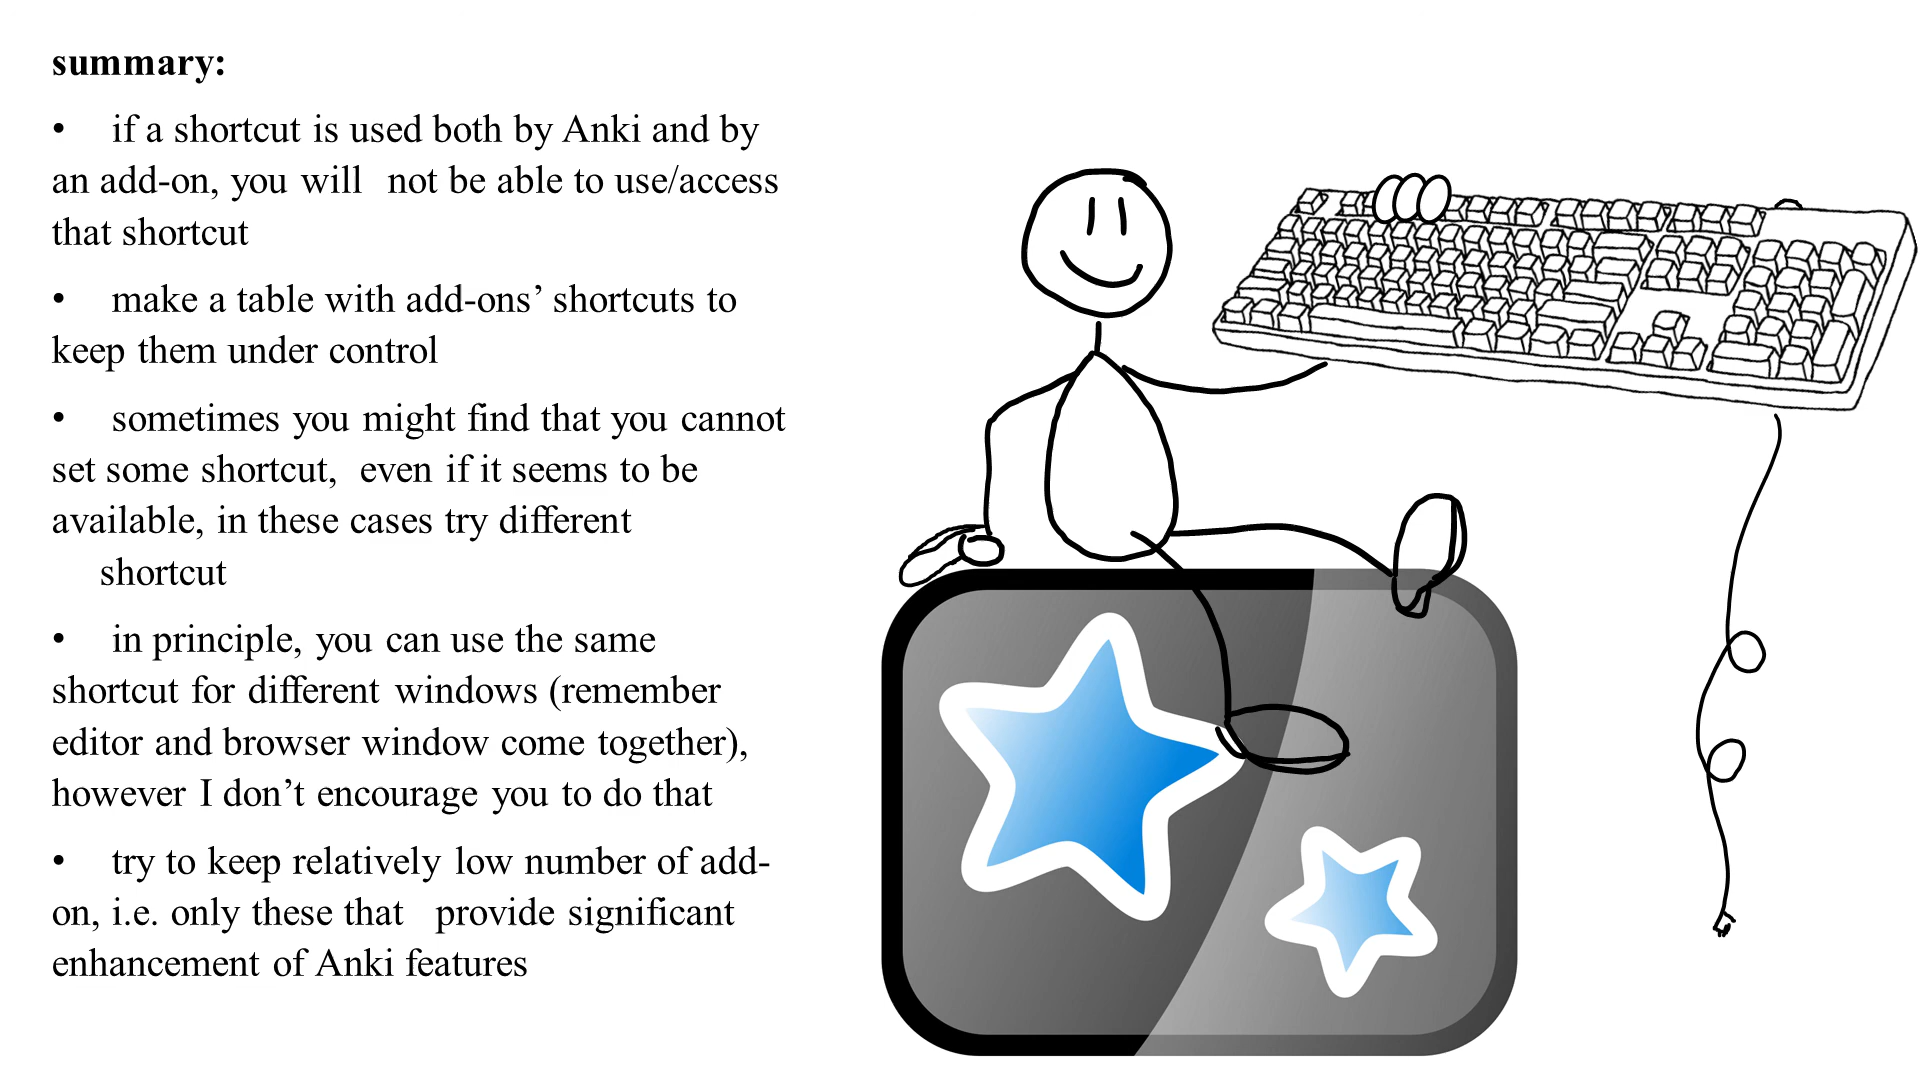 summary:
• if a shortcut is used both by Anki and by
an add-on, you will not be able to use/access
that shortcut
• make a table with add-ons’ shortcuts to
keep them under control
• sometimes you might find that you cannot
set some shortcut, even if it seems to be
available, in these cases try different
shortcut
• in principle, you can use the same
shortcut for different windows (remember
editor and browser window come together),
however I don’t encourage you to do that
• try to keep relatively low number of add-
on, i.e. only these that provide significant
enhancement of Anki features